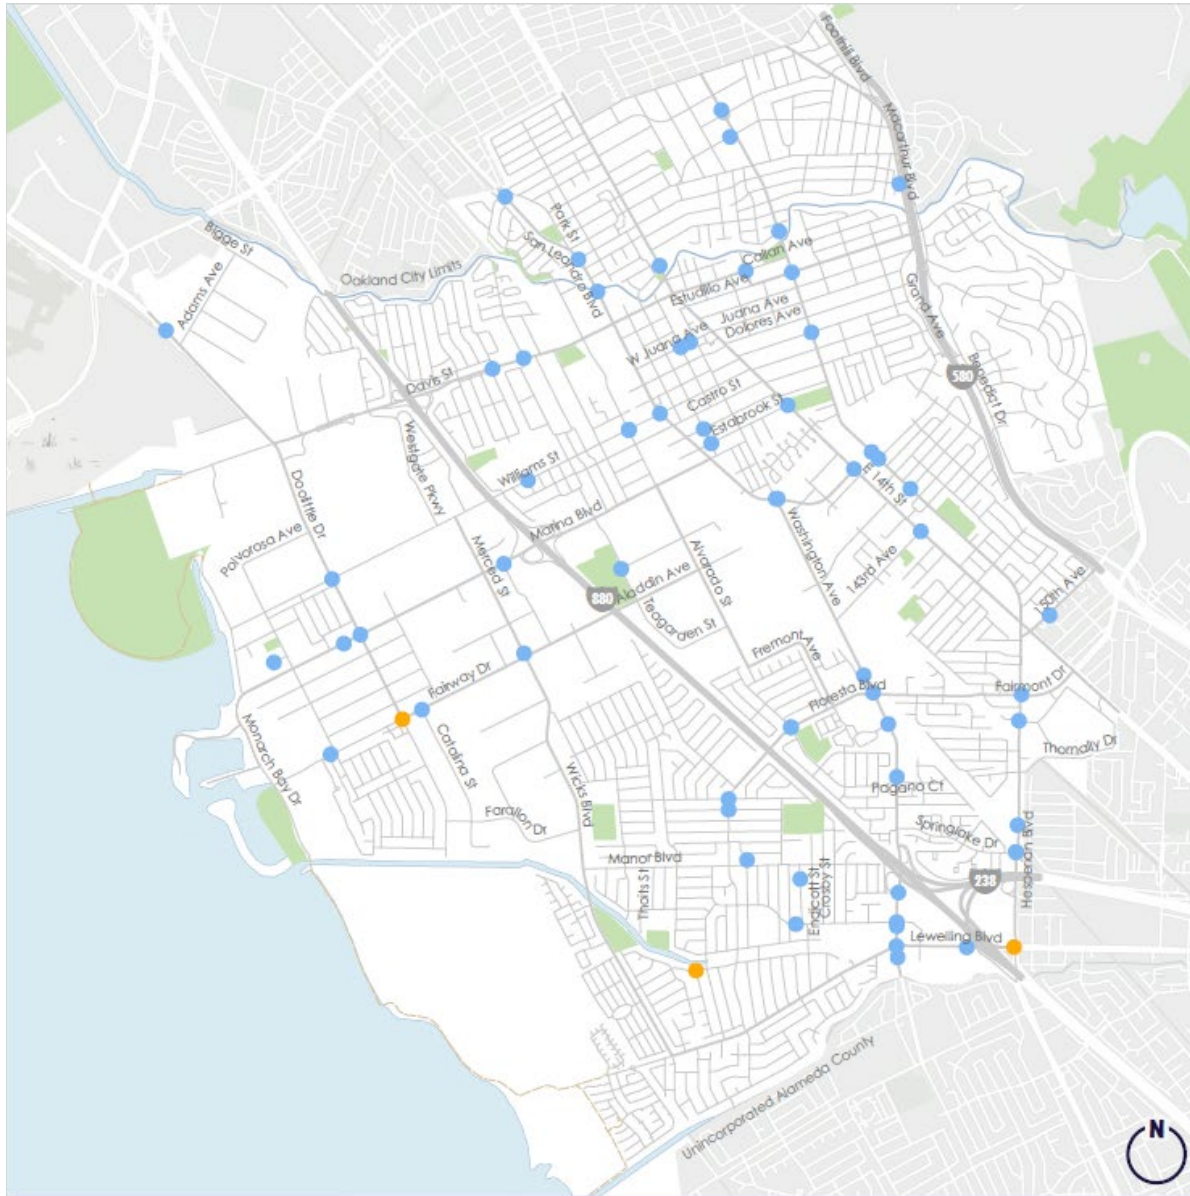 Foothill Blvd
Macarthur Blvd
Bigge St
Park St
San Leandro Blvd
Callan Ave
Oakland City Limits
Adams Ave
Estudillo Ave
Grand Ave
Juana Ave
Dolores Ave
W Juana Ave
Benedict Dr
580
Davis St
Castro St
Estabrook St
Westgate Pkwy
Williams St
E 14th St
Doolittle Dr
Marina Blvd
Polvorosa Ave
Washington Ave
Merced St
Alvarado St
143rd Ave
Aladdin Ave
880
150th Ave
Teagarden St
Fremont Ave
Fairway Dr
Floresta Blvd
Fairmont Dr
Monarch Bay Dr
Catalina St
Thornally Dr
Wicks Blvd
Pagano Ct
Farallon Dr
Springlake Dr
Hesperian Blvd
Manor Blvd
Endicott St
Crosby St
238
Lewelling Blvd
Unincorporated Alameda County
N